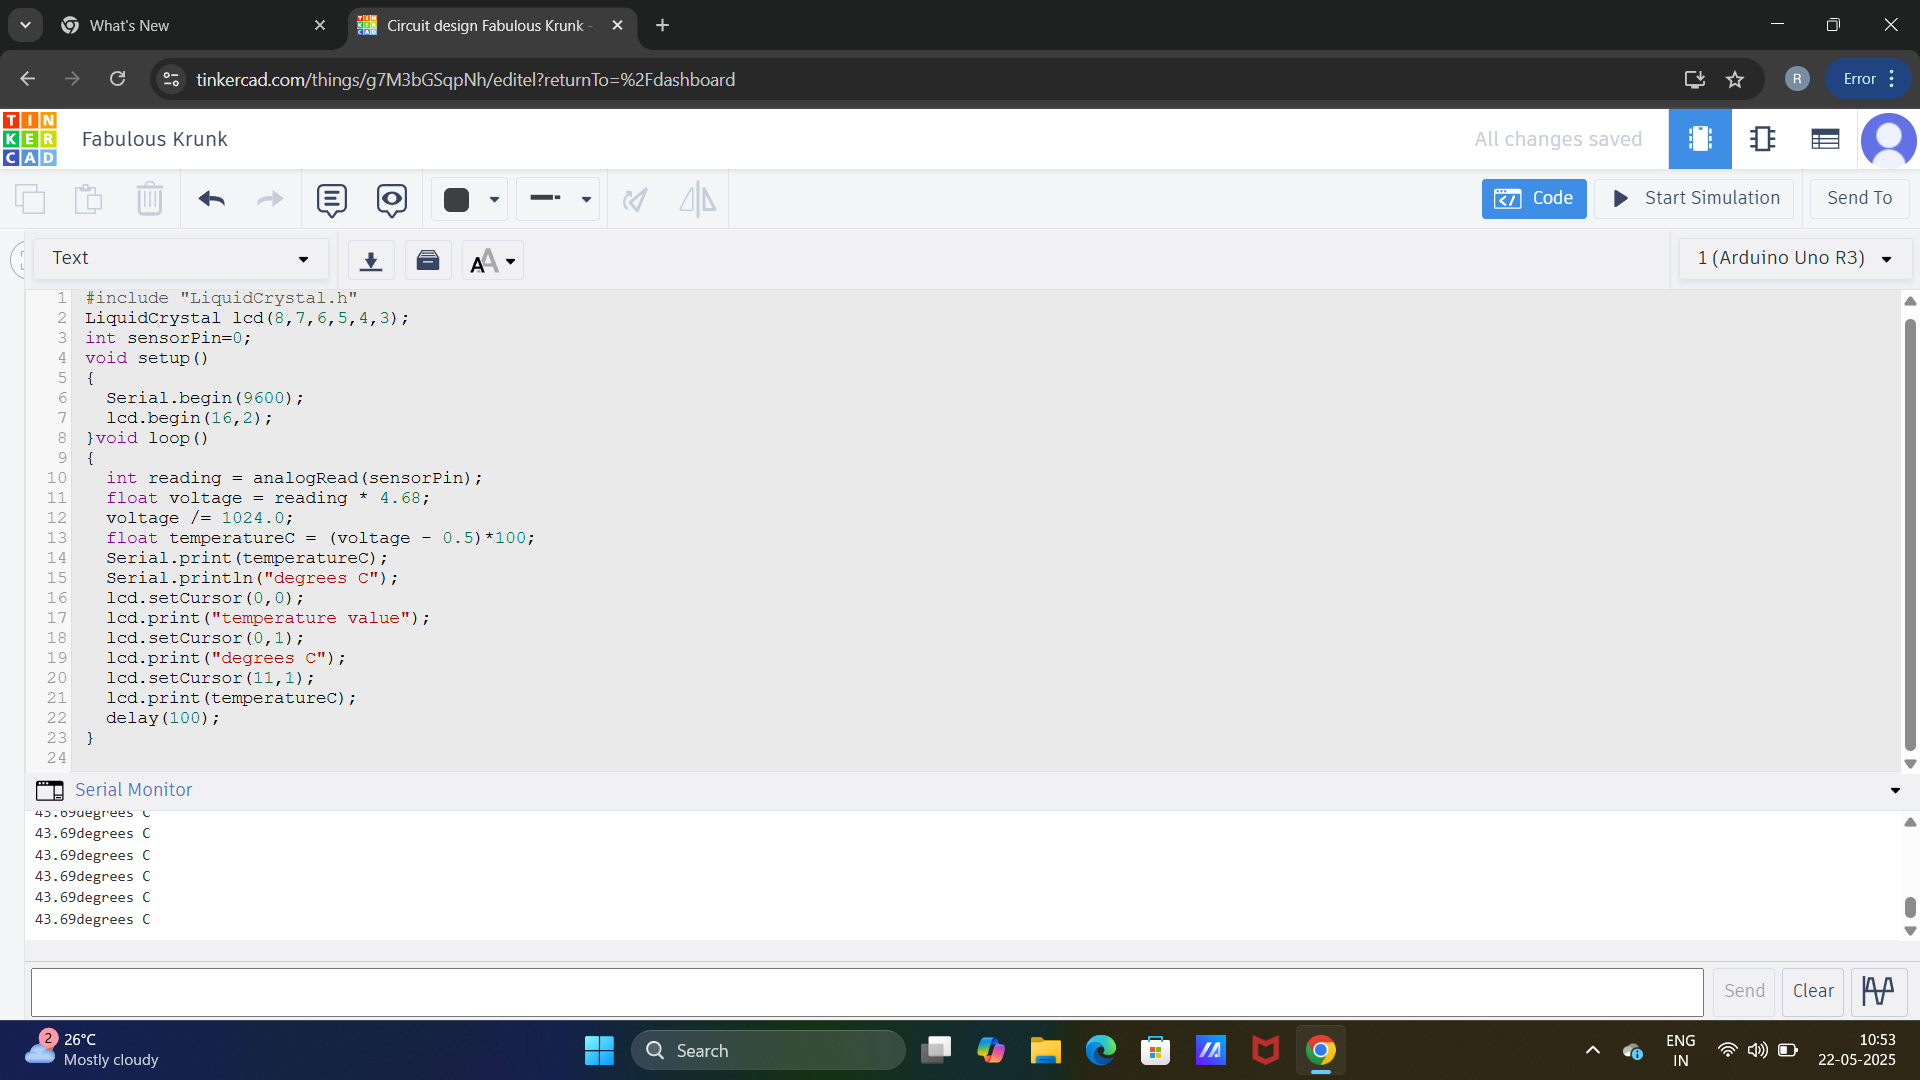 What's New
Circuit design Fabulous Krunk -
tinkercad.com/things/g7M3bGSqpNh/editel?returnTo=%2Fdashboard
R
Error
TIN
KER
CAD
Fabulous Krunk
All changes saved
Code
Start Simulation
Send To
Text
AA
1 (Arduino Uno R3)
1 #include "LiquidCrystal.h"
2 LiquidCrystal lcd(8,7,6,5,4,3);
3 int sensorPin=0;
4 void setup()
5 {
6   Serial.begin(9600);
7   lcd.begin(16,2);
8 }void loop()
9 {
10   int reading = analogRead(sensorPin);
11   float voltage = reading * 4.68;
12   voltage /= 1024.0;
13   float temperatureC = (voltage - 0.5)*100;
14   Serial.print(temperatureC);
15   Serial.println("degrees C");
16   lcd.setCursor(0,0);
17   lcd.print("temperature value");
18   lcd.setCursor(0,1);
19   lcd.print("degrees C");
20   lcd.setCursor(11,1);
21   lcd.print(temperatureC);
22   delay(100);
23 }
24
Serial Monitor
43.69degrees C
43.69degrees C
43.69degrees C
43.69degrees C
43.69degrees C
43.69degrees C
Send
Clear
2
26°C
Mostly cloudy
Search
ENG
IN
10:53
22-05-2025